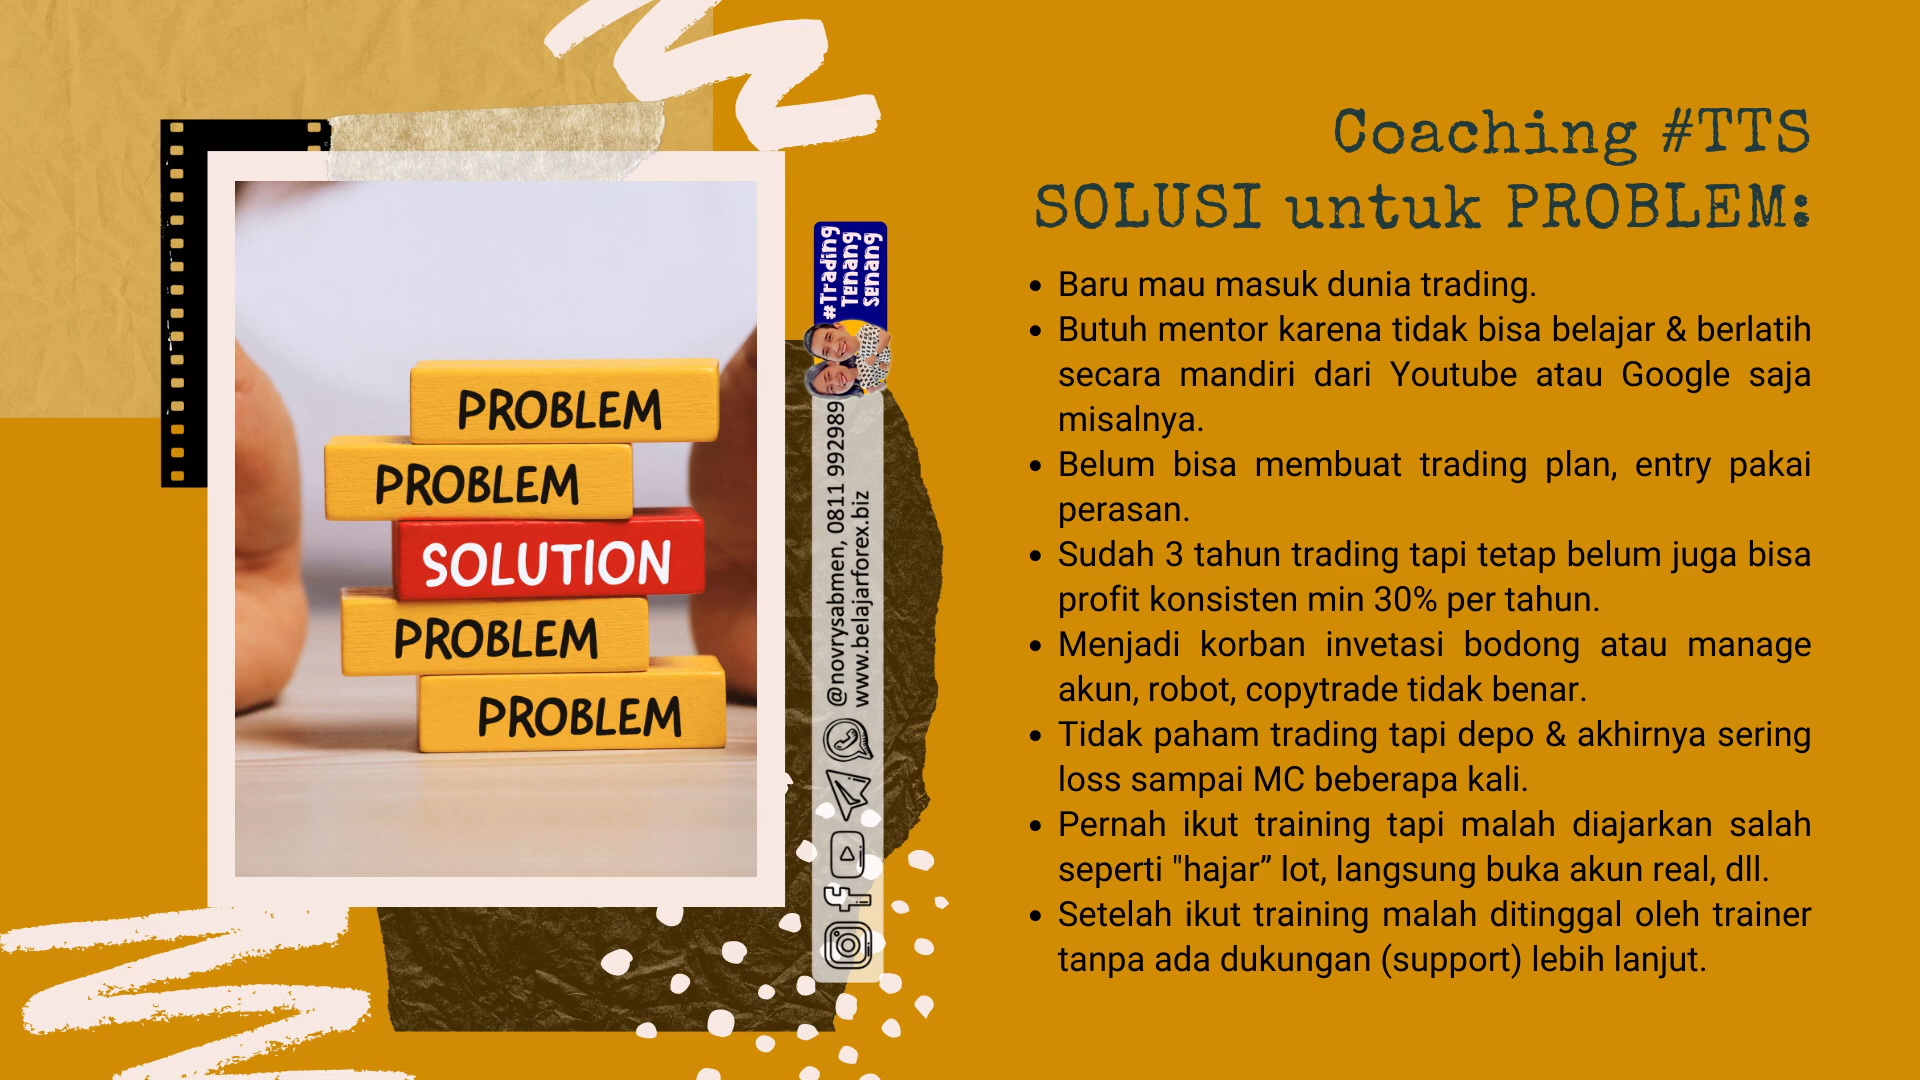 Coaching #TTS
SOLUSI untuk PROBLEM:
• Baru mau masuk dunia trading.
• Butuh mentor karena tidak bisa belajar & berlatih
secara mandiri dari Youtube atau Google saja
misalnya.
• Belum bisa membuat trading plan, entry pakai
perasan.
• Sudah 3 tahun trading tapi tetap belum juga bisa
profit konsisten min 30% per tahun.
• Menjadi korban invetasi bodong atau manage
akun, robot, copytrade tidak benar.
• Tidak paham trading tapi depo & akhirnya sering
loss sampai MC beberapa kali.
• Pernah ikut training tapi malah diajarkan salah
seperti "hajar” lot, langsung buka akun real, dll.
• Setelah ikut training malah ditinggal oleh trainer
tanpa ada dukungan (support) lebih lanjut.
PROBLEM
PROBLEM
SOLUTION
PROBLEM
PROBLEM
#Trading
Tenang
Senang
@novrysabmen, 0811 992989
www.belajarforex.biz